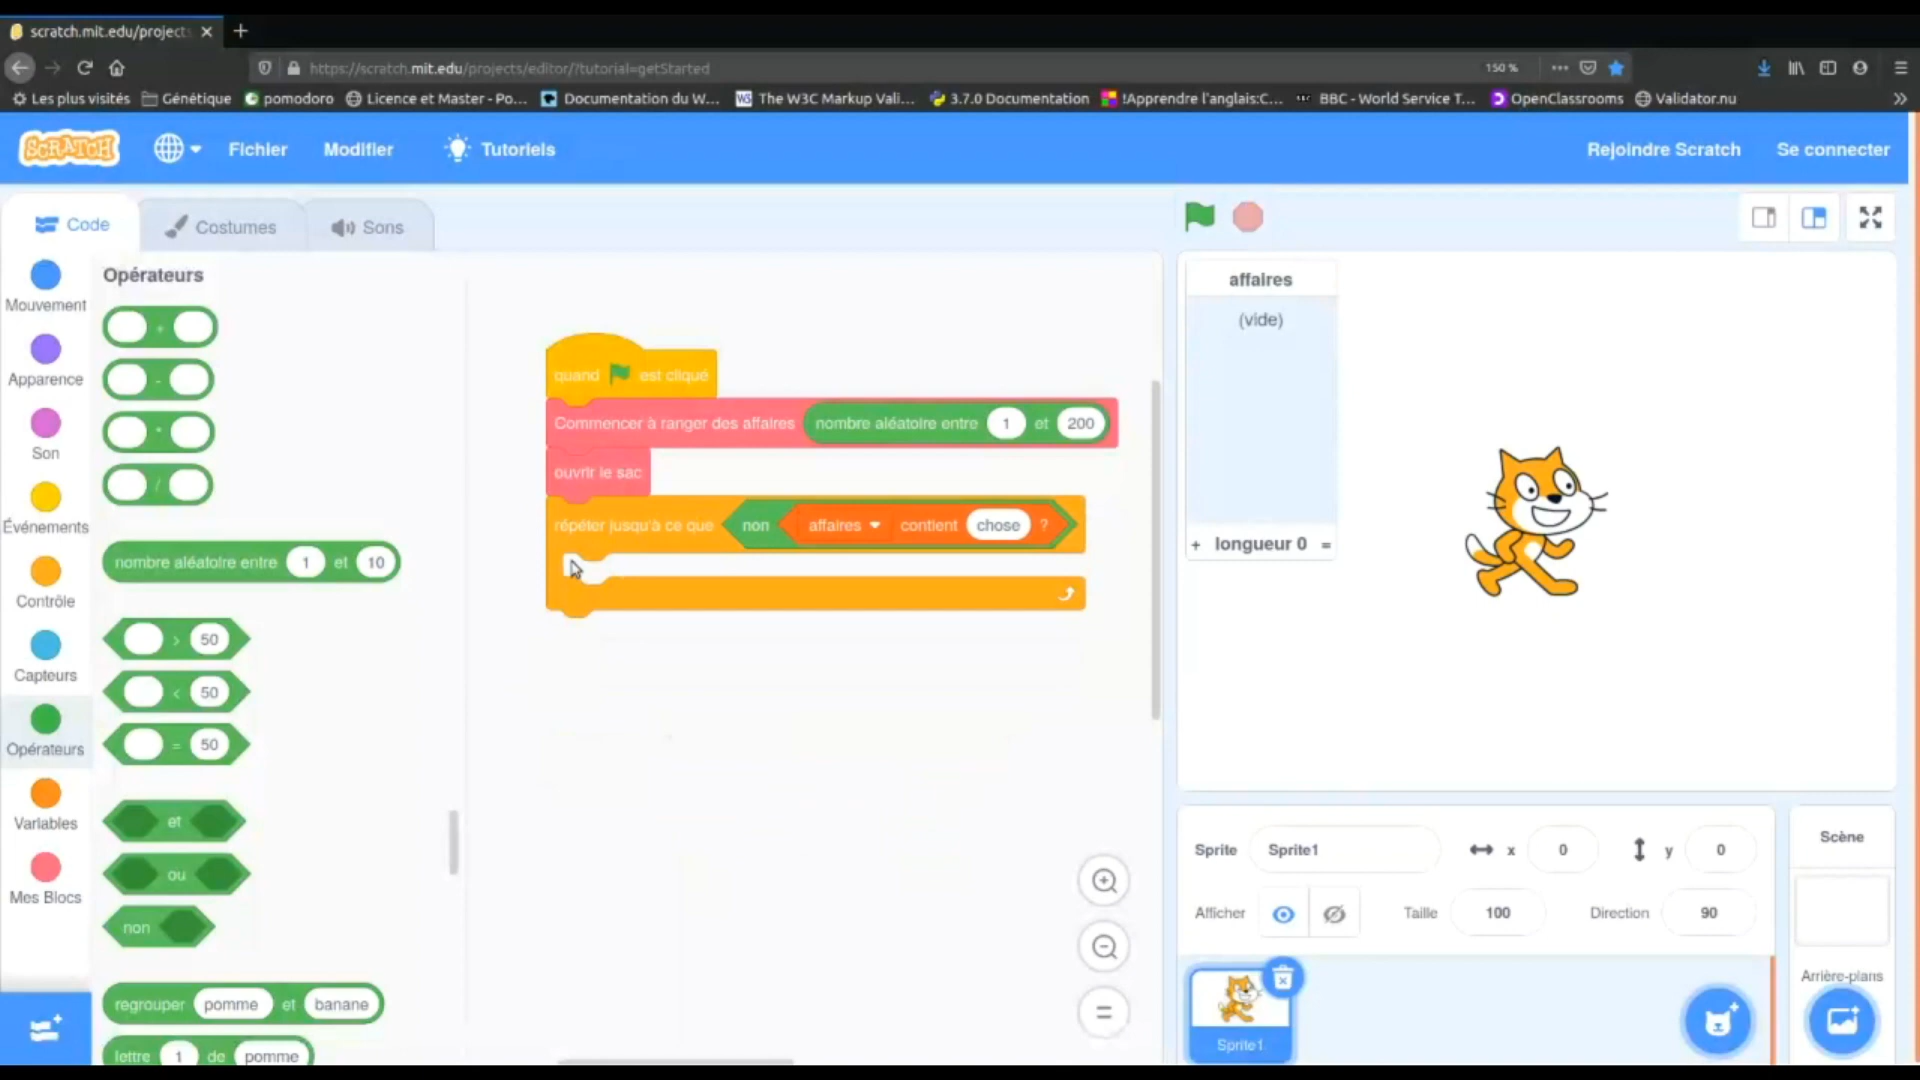 scratch.mit.edu/project:
https://scratch.mit.edu/projects/editor/?tutorial=getStarted
150 %
Les plus visités
Génétique
pomodoro
Licence et Master - Po...
Documentation du W...
The W3C Markup Vali...
3.7.0 Documentation
!Apprendre l'anglais:C...
BBC - World Service T...
OpenClassrooms
Validator.nu
SCRATCH
Fichier
Modifier
Tutoriels
Rejoindre Scratch
Se connecter
Code
Costumes
Sons
Mouvement
Apparence
Son
Événements
Contrôle
Capteurs
Opérateurs
Variables
Mes Blocs
Opérateurs
+
-
*
/
nombre aléatoire entre 1 et 10
> 50
< 50
= 50
et
ou
non
regrouper pomme et banane
lettre 1 de pomme
quand est cliqué
Commencer à ranger des affaires nombre aléatoire entre 1 et 200
ouvrir le sac
répéter jusqu'à ce que non affaires contient chose ?
affaires
(vide)
+ longueur 0 =
Sprite Sprite1 x 0 y 0
Afficher Taille 100 Direction 90
Sprite1
Scène
Arrière-plans